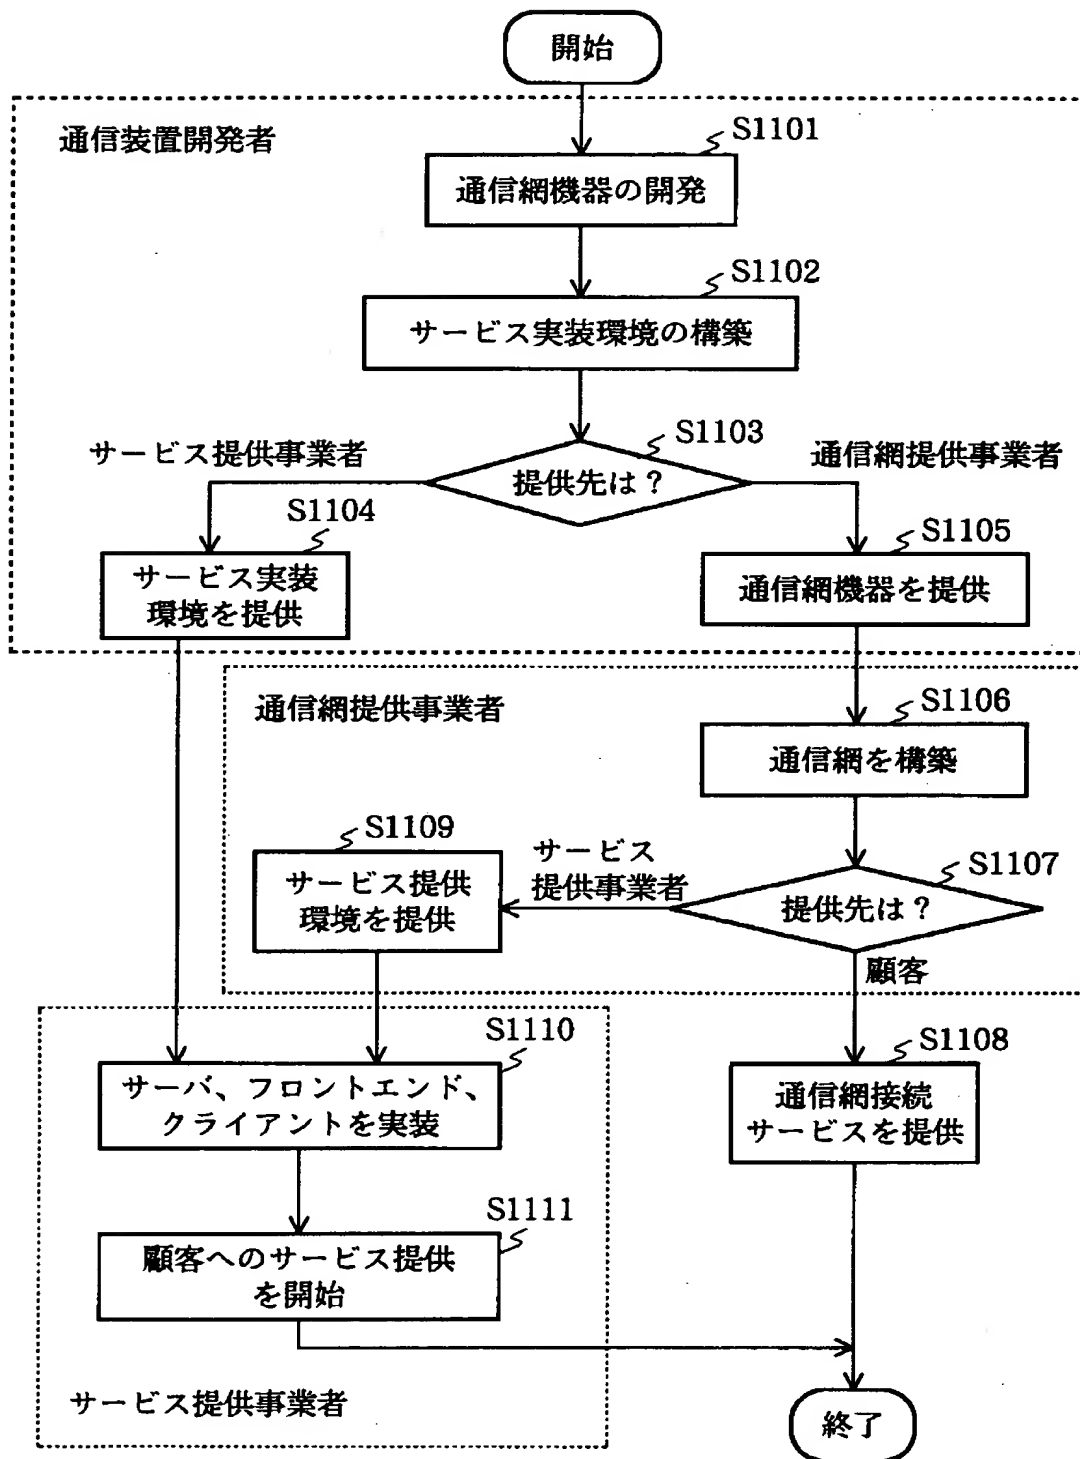 開始
通信装置開発者
S1101
通信網機器の開発
S1102
サービス実装環境の構築
S1103
サービス提供事業者
提供先は？
通信網提供事業者
S1104
サービス実装
環境を提供
S1105
通信網機器を提供
通信網提供事業者
S1106
通信網を構築
S1109
サービス提供
環境を提供
サービス
提供事業者
S1107
提供先は？
顧客
S1110
サーバ、フロントエンド、
クライアントを実装
S1108
通信網接続
サービスを提供
S1111
顧客へのサービス提供
を開始
サービス提供事業者
終了